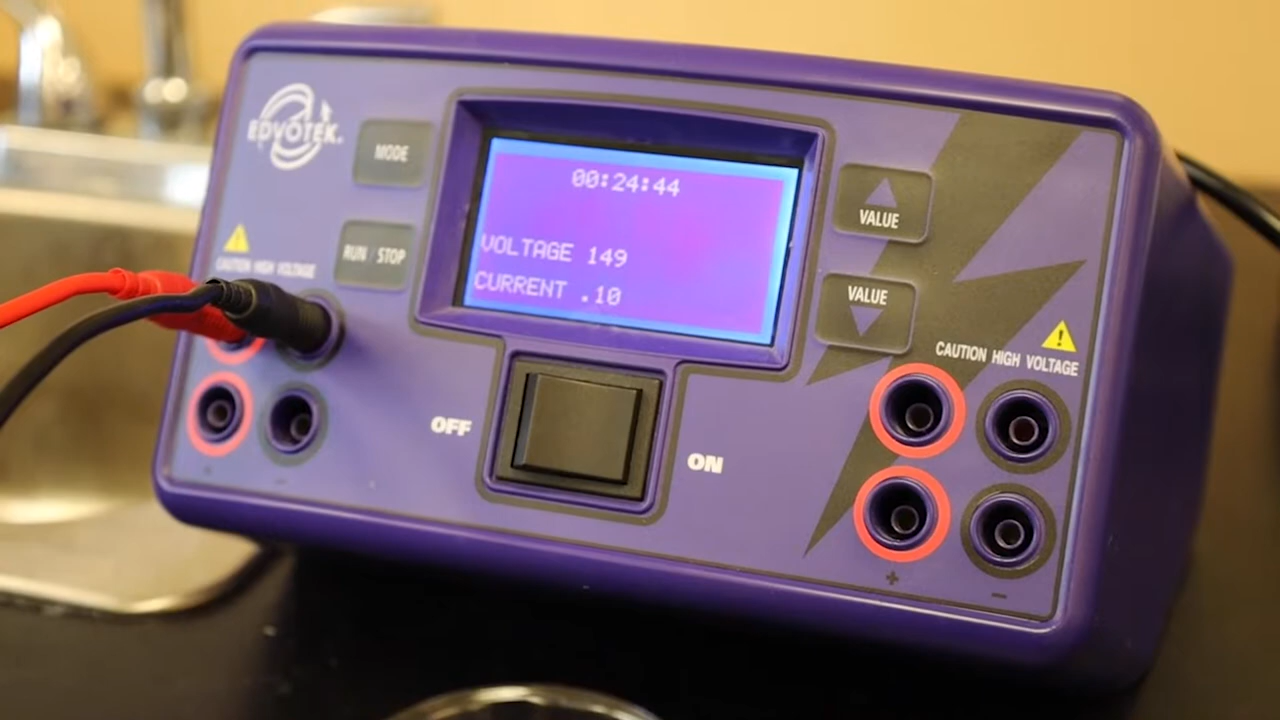 EDVOTEK®
MODE
RUN STOP
CAUTION HIGH VOLTAGE
00:24:44
VOLTAGE 149
CURRENT .10
VALUE
VALUE
CAUTION HIGH VOLTAGE
OFF
ON
+
-